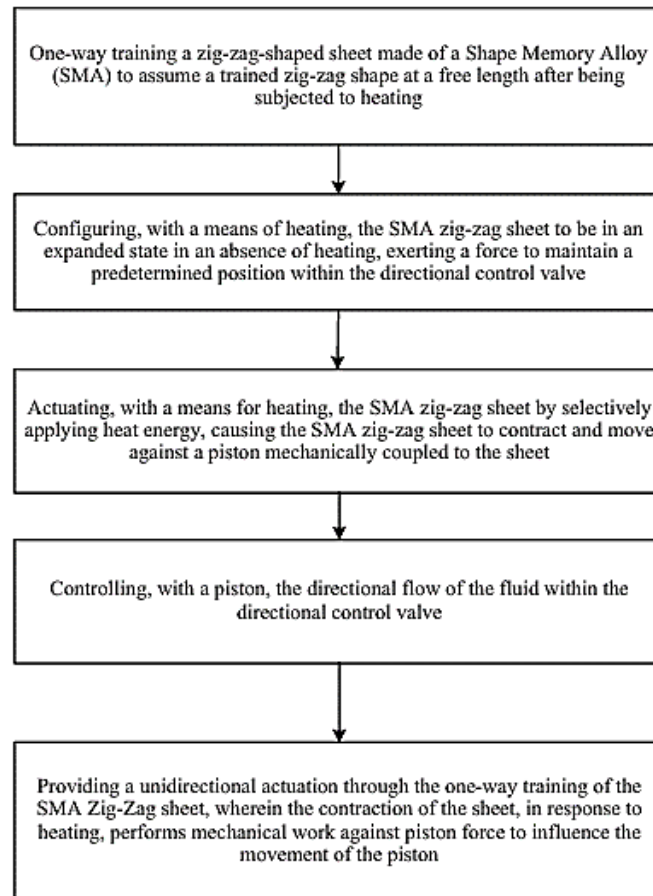 One-way training a zig-zag-shaped sheet made of a Shape Memory Alloy
(SMA) to assume a trained zig-zag shape at a free length after being
subjected to heating
Configuring, with a means of heating, the SMA zig-zag sheet to be in an
expanded state in an absence of heating, exerting a force to maintain a
predetermined position within the directional control valve
Actuating, with a means for heating, the SMA zig-zag sheet by selectively
applying heat energy, causing the SMA zig-zag sheet to contract and move
against a piston mechanically coupled to the sheet
Controlling, with a piston, the directional flow of the fluid within the
directional control valve
Providing a unidirectional actuation through the one-way training of the
SMA Zig-Zag sheet, wherein the contraction of the sheet, in response to
heating, performs mechanical work against piston force to influence the
movement of the piston